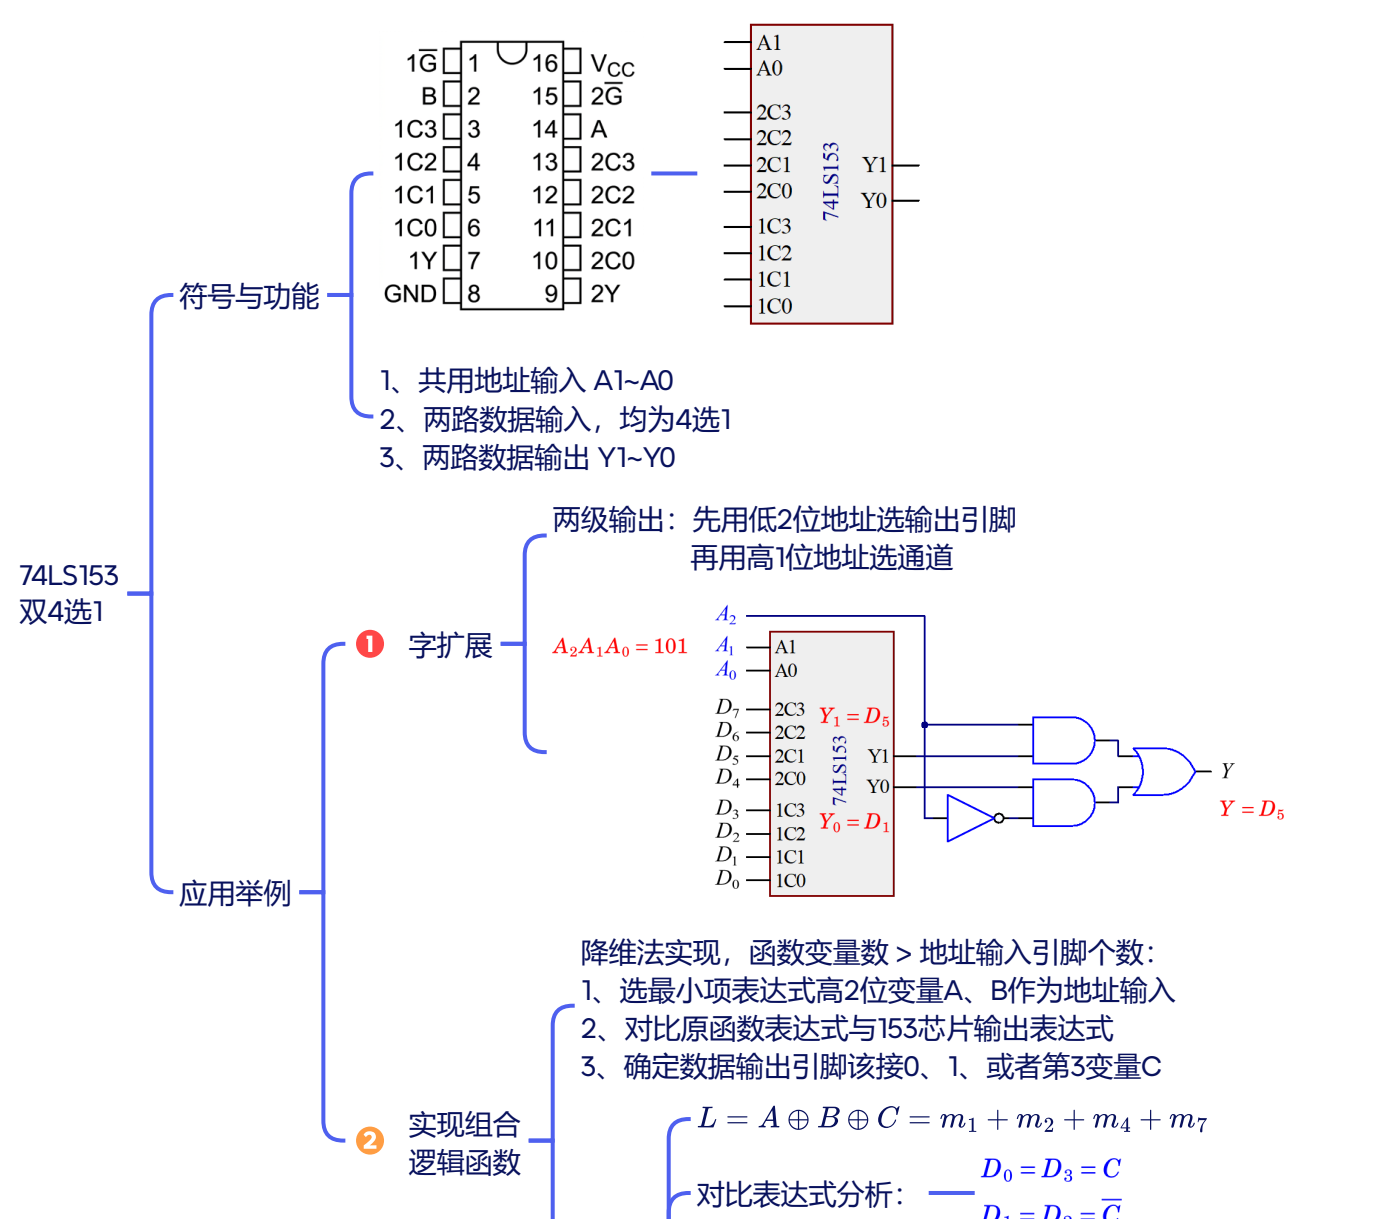 74LS153
双4选1
符号与功能
1G̅ 1 16 V_CC
B 2 15 2G̅
1C3 3 14 A
1C2 4 13 2C3
1C1 5 12 2C2
1C0 6 11 2C1
1Y 7 10 2C0
GND 8 9 2Y
A1
A0
2C3
2C2
2C1
2C0
1C3
1C2
1C1
1C0
74LS153
Y1
Y0
1、共用地址输入 A1~A0
2、两路数据输入，均为4选1
3、两路数据输出 Y1~Y0
应用举例
1 字扩展
两级输出：先用低2位地址选输出引脚
再用高1位地址选通道
A₂A₁A₀ = 101
A₂
A₁ A1
A₀ A0
D₇ 2C3
D₆ 2C2
D₅ 2C1
D₄ 2C0
D₃ 1C3
D₂ 1C2
D₁ 1C1
D₀ 1C0
Y₁ = D₅
74LS153
Y₀ = D₁
Y1
Y0
Y
Y = D₅
2 实现组合
逻辑函数
降维法实现，函数变量数 > 地址输入引脚个数：
1、选最小项表达式高2位变量A、B作为地址输入
2、对比原函数表达式与153芯片输出表达式
3、确定数据输出引脚该接0、1、或者第3变量C
L = A ⊕ B ⊕ C = m₁ + m₂ + m₄ + m₇
对比表达式分析：
D₀ = D₃ = C
D₁ = D₂ = C̅